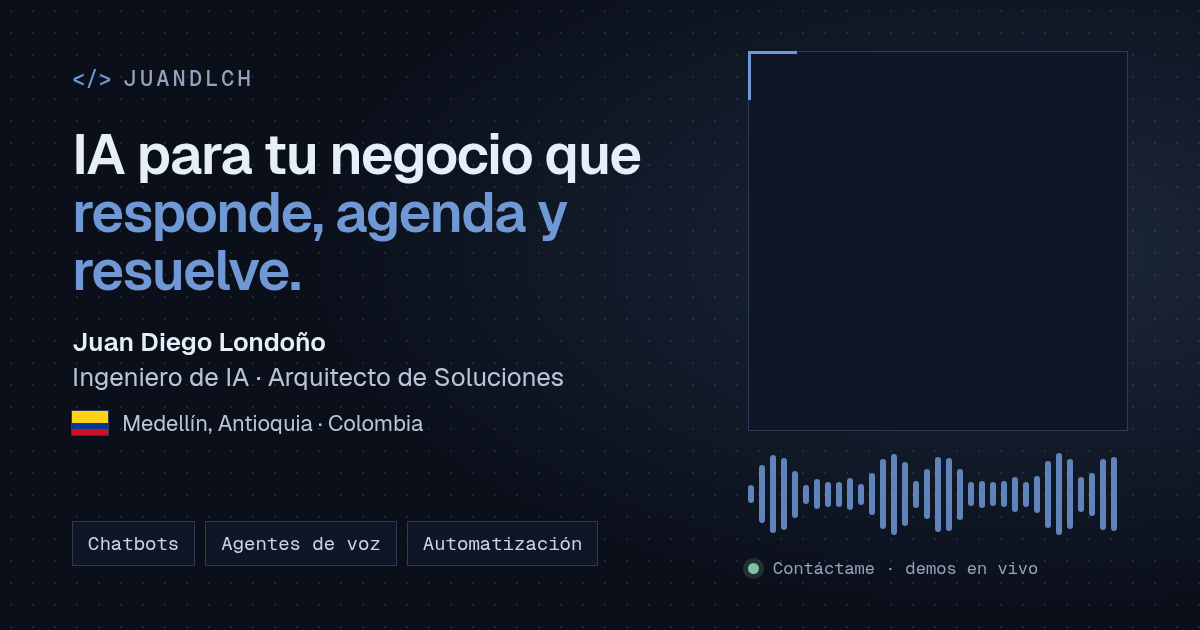 </> JUANDLCH
IA para tu negocio que
responde, agenda y
resuelve.
Juan Diego Londoño
Ingeniero de IA · Arquitecto de Soluciones
Medellín, Antioquia · Colombia
Chatbots
Agentes de voz
Automatización
Contáctame · demos en vivo